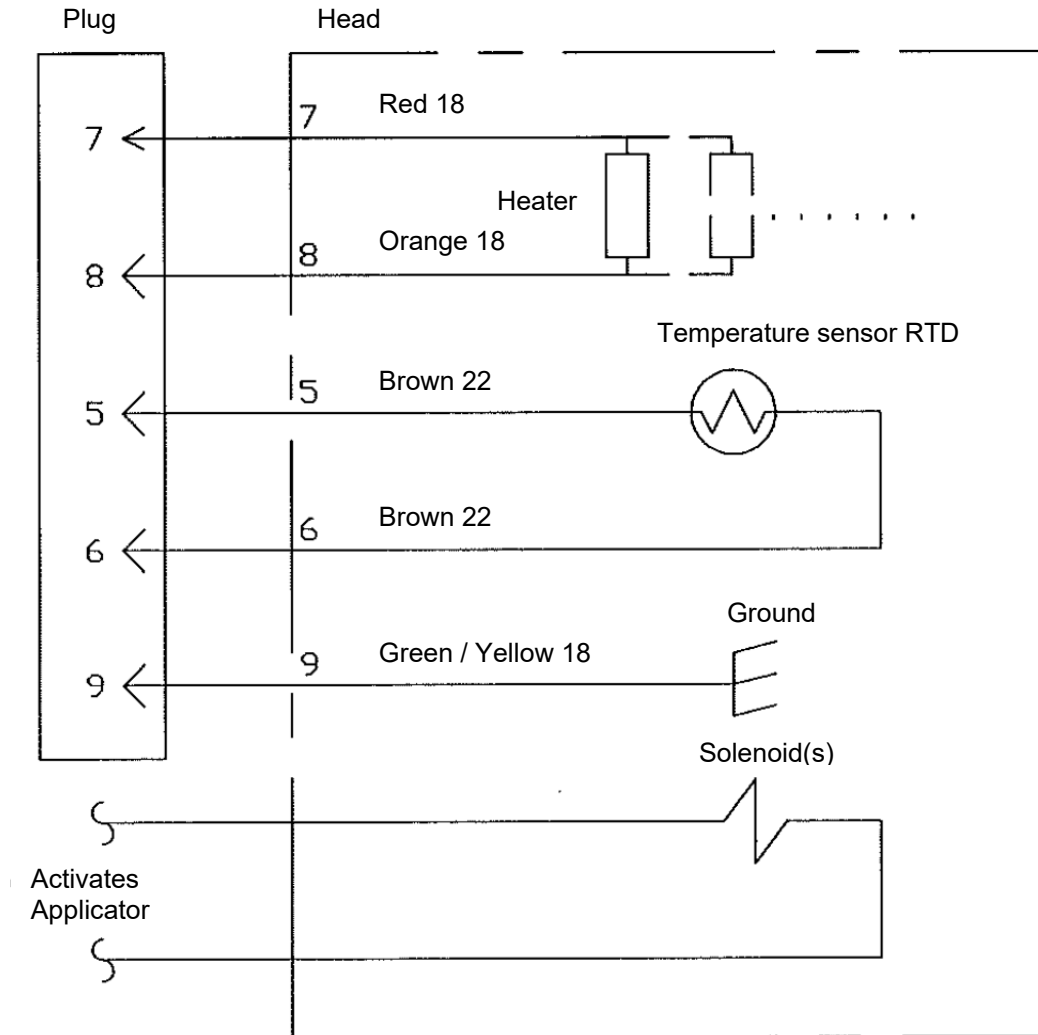 Plug
Head
7
7
Red 18
Heater
8
8
Orange 18
Temperature sensor RTD
5
5
Brown 22
6
6
Brown 22
Ground
9
9
Green / Yellow 18
Solenoid(s)
Activates
Applicator